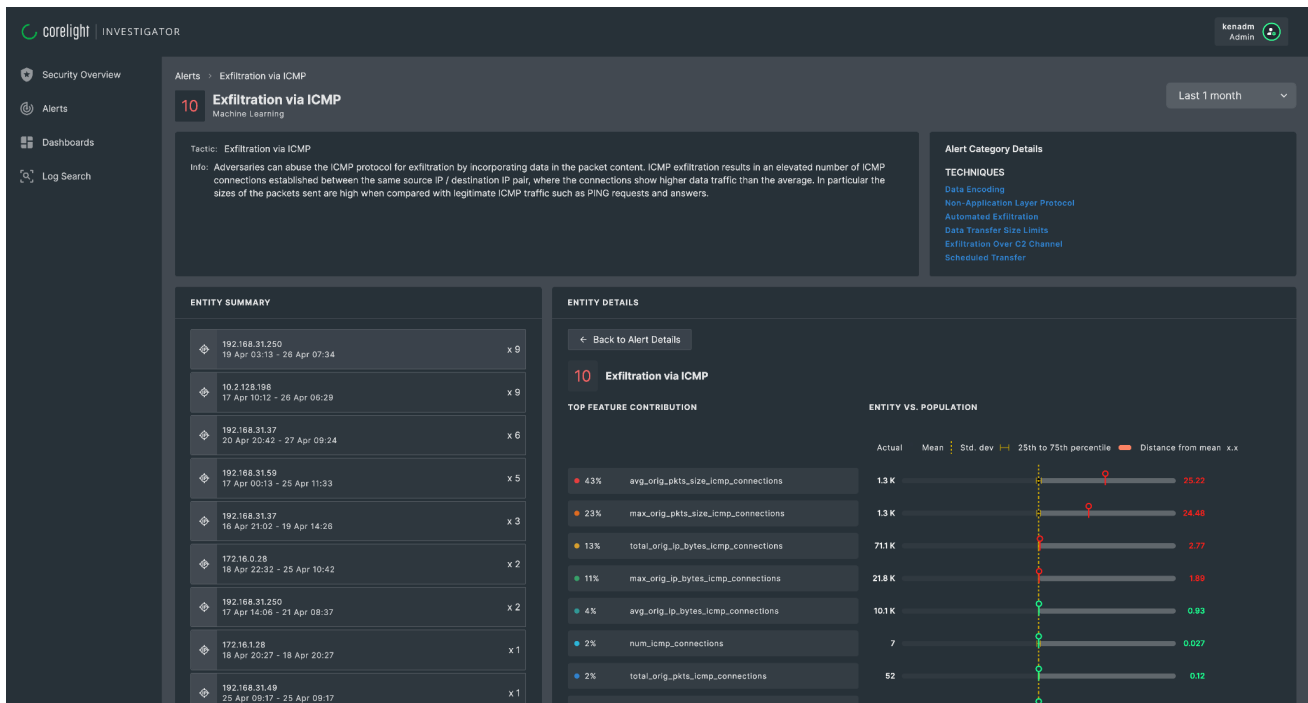 corelight | INVESTIGATOR
kenadm
Admin
Security Overview
Alerts
Dashboards
Log Search
Alerts > Exfiltration via ICMP
10 Exfiltration via ICMP
Machine Learning
Last 1 month
Tactic: Exfiltration via ICMP
Info: Adversaries can abuse the ICMP protocol for exfiltration by incorporating data in the packet content. ICMP exfiltration results in an elevated number of ICMP
connections established between the same source IP / destination IP pair, where the connections show higher data traffic than the average. In particular the
sizes of the packets sent are high when compared with legitimate ICMP traffic such as PING requests and answers.
Alert Category Details
TECHNIQUES
Data Encoding
Non-Application Layer Protocol
Automated Exfiltration
Data Transfer Size Limits
Exfiltration Over C2 Channel
Scheduled Transfer
ENTITY SUMMARY
192.168.31.250
19 Apr 03:13 - 26 Apr 07:34
x 9
10.2.128.198
17 Apr 10:12 - 26 Apr 06:29
x 9
192.168.31.37
20 Apr 20:42 - 27 Apr 09:24
x 6
192.168.31.59
17 Apr 00:13 - 25 Apr 11:33
x 5
192.168.31.37
16 Apr 21:02 - 19 Apr 14:26
x 3
172.16.0.28
18 Apr 22:32 - 25 Apr 10:42
x 2
192.168.31.250
17 Apr 14:06 - 21 Apr 08:37
x 2
172.16.1.28
18 Apr 20:27 - 18 Apr 20:27
x 1
192.168.31.49
25 Apr 09:17 - 25 Apr 09:17
x 1
ENTITY DETAILS
← Back to Alert Details
10 Exfiltration via ICMP
TOP FEATURE CONTRIBUTION
ENTITY VS. POPULATION
Actual Mean Std. dev 25th to 75th percentile Distance from mean x.x
43% avg_orig_pkts_size_icmp_connections 1.3 K 25.22
23% max_orig_pkts_size_icmp_connections 1.3 K 24.48
13% total_orig_ip_bytes_icmp_connections 71.1 K 2.77
11% max_orig_ip_bytes_icmp_connections 21.8 K 1.89
4% avg_orig_ip_bytes_icmp_connections 10.1 K 0.93
2% num_icmp_connections 7 0.027
2% total_orig_pkts_icmp_connections 52 0.12